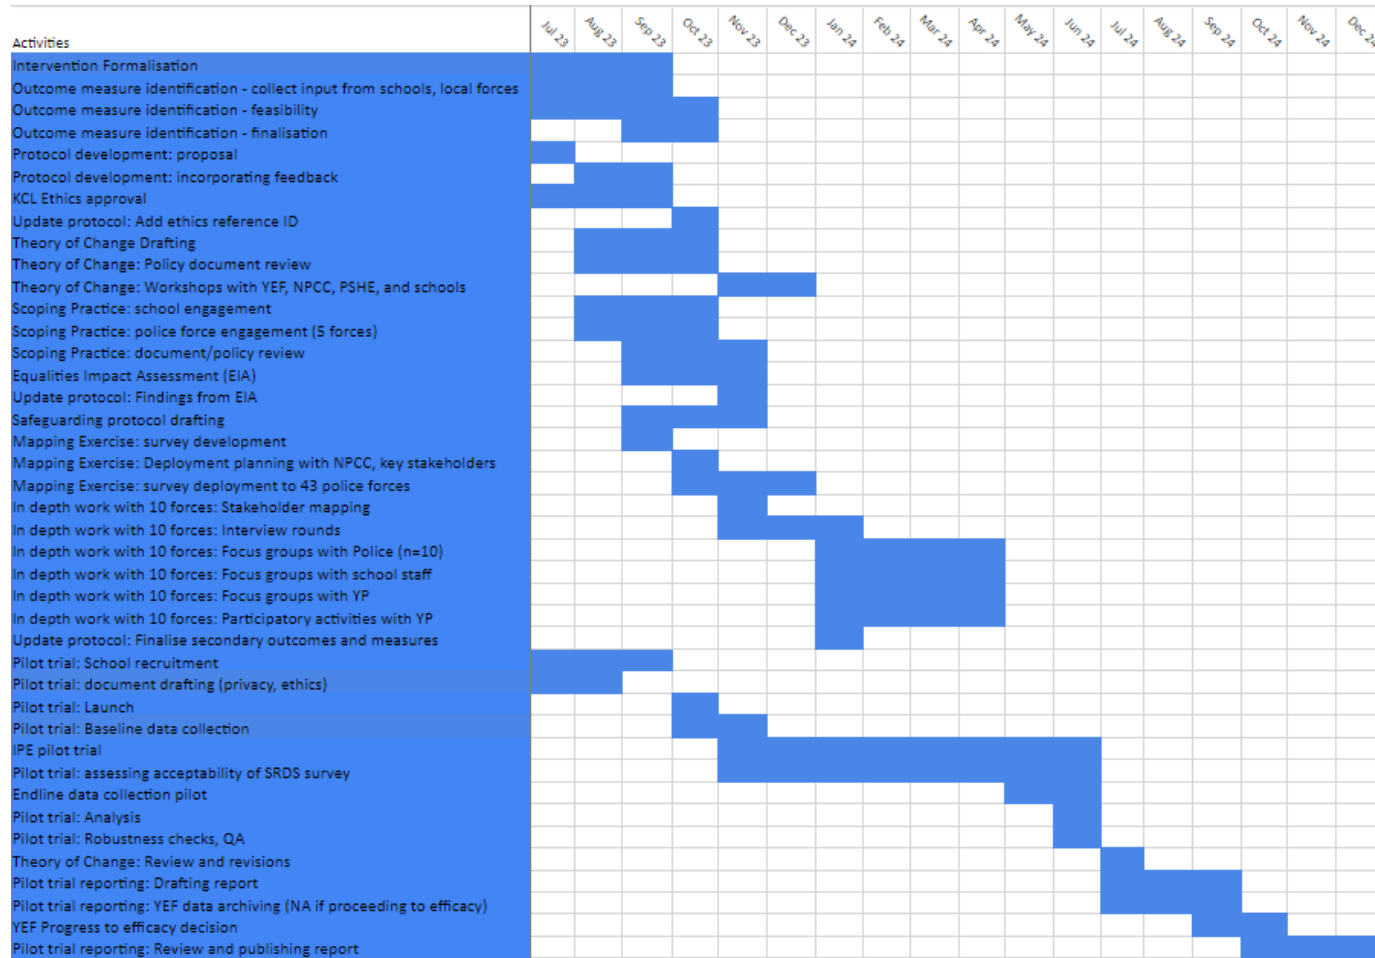 Jul 23 Aug 23 Sep 23 Oct 23 Nov 23 Dec 23 Jan 24 Feb 24 Mar 24 Apr 24 May 24 Jun 24 Jul 24 Aug 24 Sep 24 Oct 24 Nov 24 Dec 24
Activities
Intervention Formalisation
Outcome measure identification - collect input from schools, local forces
Outcome measure identification - feasibility
Outcome measure identification - finalisation
Protocol development: proposal
Protocol development: incorporating feedback
KCL Ethics approval
Update protocol: Add ethics reference ID
Theory of Change Drafting
Theory of Change: Policy document review
Theory of Change: Workshops with YEF, NPCC, PSHE, and schools
Scoping Practice: school engagement
Scoping Practice: police force engagement (5 forces)
Scoping Practice: document/policy review
Equalities Impact Assessment (EIA)
Update protocol: Findings from EIA
Safeguarding protocol drafting
Mapping Exercise: survey development
Mapping Exercise: Deployment planning with NPCC, key stakeholders
Mapping Exercise: survey deployment to 43 police forces
In depth work with 10 forces: Stakeholder mapping
In depth work with 10 forces: Interview rounds
In depth work with 10 forces: Focus groups with Police (n=10)
In depth work with 10 forces: Focus groups with school staff
In depth work with 10 forces: Focus groups with YP
In depth work with 10 forces: Participatory activities with YP
Update protocol: Finalise secondary outcomes and measures
Pilot trial: School recruitment
Pilot trial: document drafting (privacy, ethics)
Pilot trial: Launch
Pilot trial: Baseline data collection
IPE pilot trial
Pilot trial: assessing acceptability of SRDS survey
Endline data collection pilot
Pilot trial: Analysis
Pilot trial: Robustness checks, QA
Theory of Change: Review and revisions
Pilot trial reporting: Drafting report
Pilot trial reporting: YEF data archiving (NA if proceeding to efficacy)
YEF Progress to efficacy decision
Pilot trial reporting: Review and publishing report